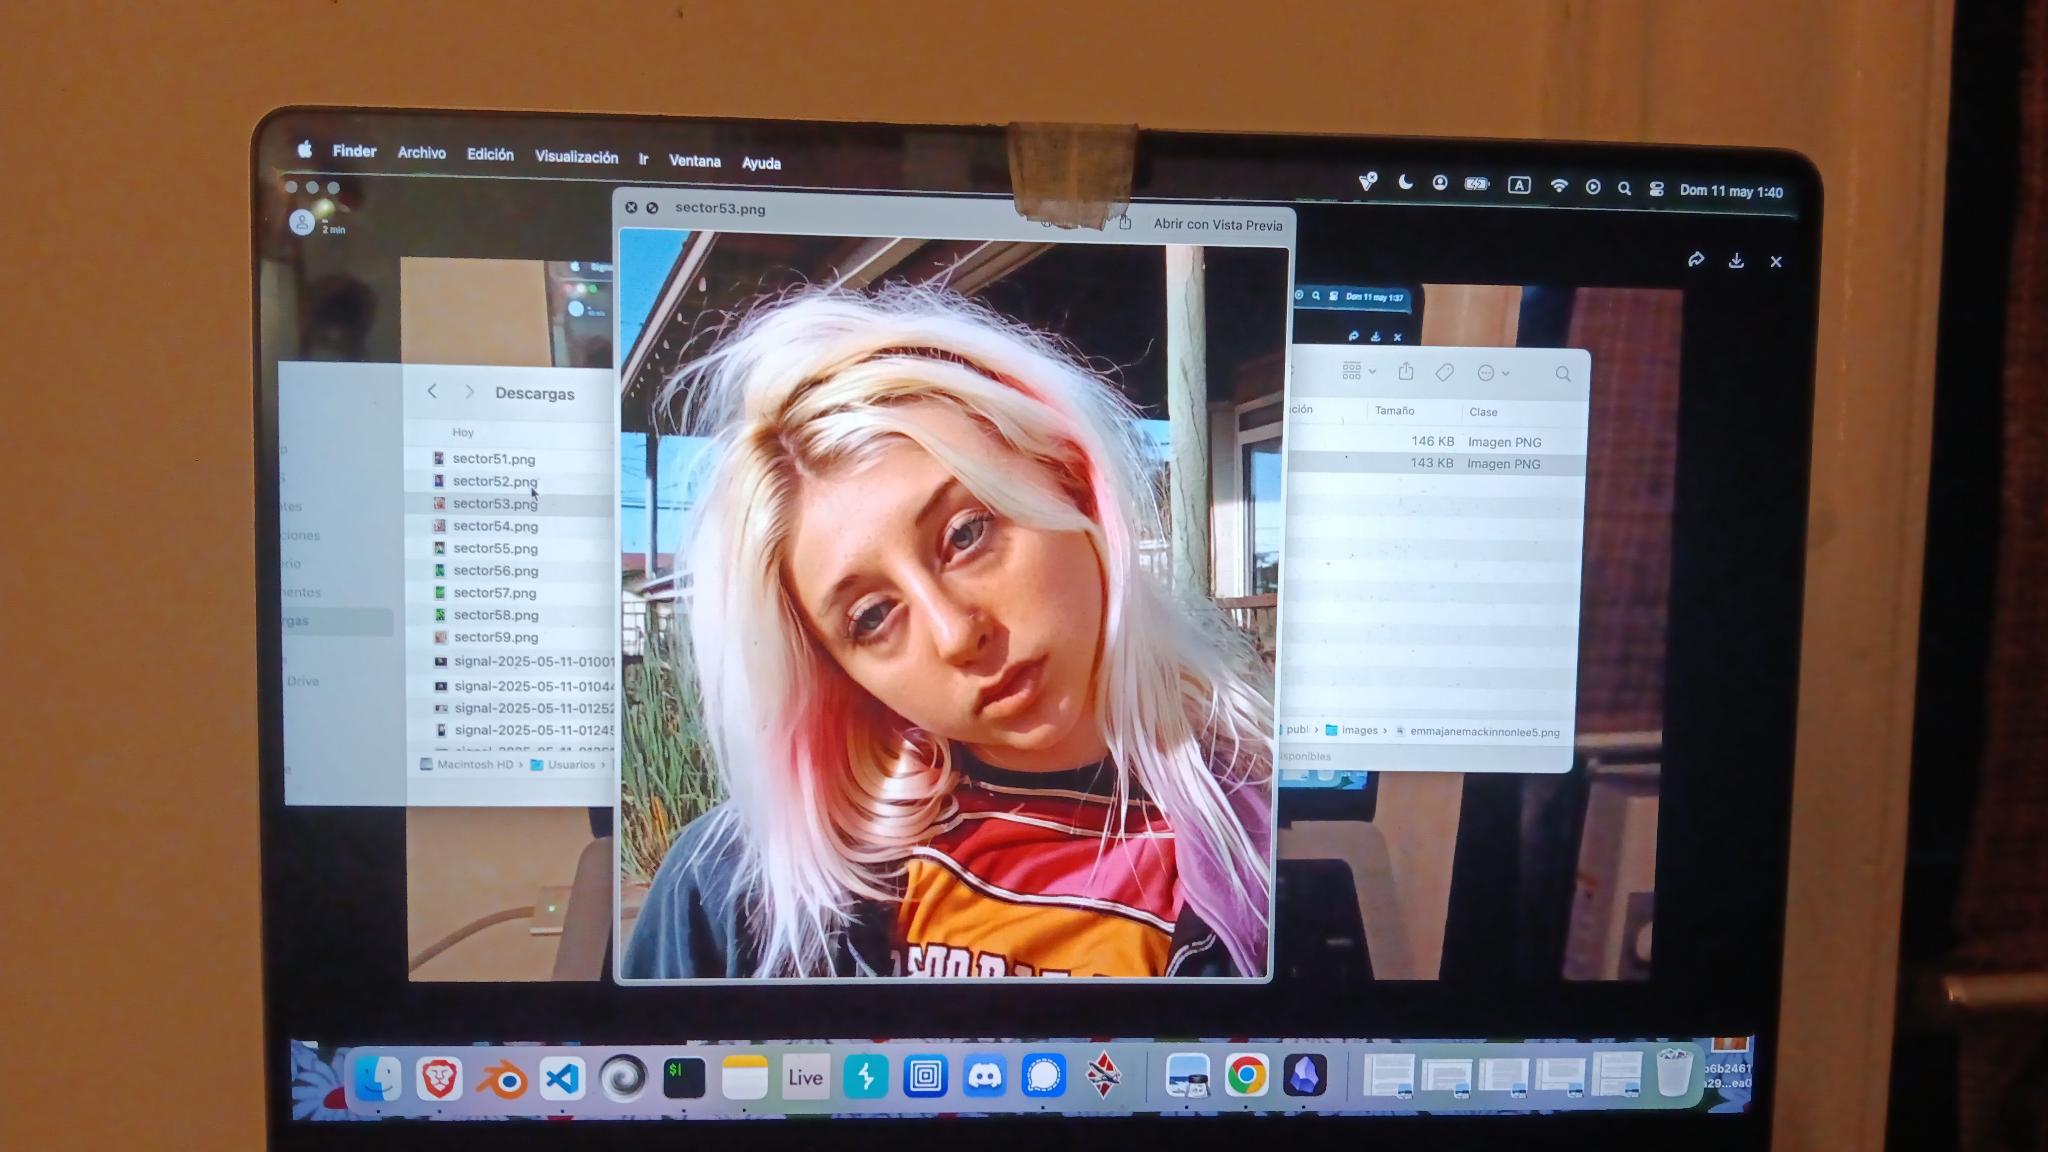 Finder Archivo Edición Visualización Ir Ventana Ayuda
A Dom 11 may 1:40
2 min
sector53.png
Abrir con Vista Previa
Dom 11 may 1:37
Descargas
Hoy
sector51.png
sector52.png
sector53.png
sector54.png
sector55.png
sector56.png
sector57.png
sector58.png
sector59.png
signal-2025-05-11-01001
signal-2025-05-11-0104
signal-2025-05-11-01252
signal-2025-05-11-01245
Macintosh HD › Usuarios ›
ciones
mentos
rgas
Drive
ción Tamaño Clase
146 KB Imagen PNG
143 KB Imagen PNG
publ › images › emmajanemackinnonlee5.png
isponibles
$
Live
b6b2461
a29...ea0